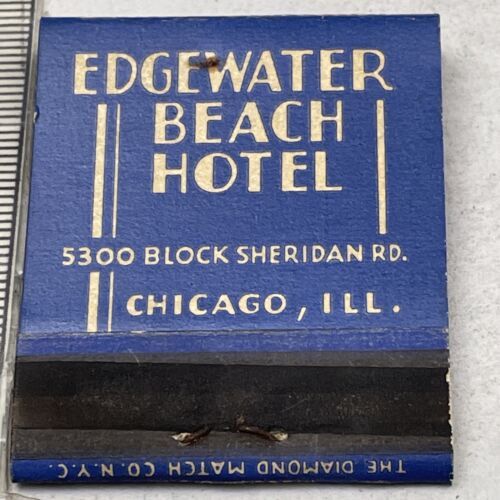 EDGEWATER
BEACH
HOTEL
5300 BLOCK SHERIDAN RD.
CHICAGO, ILL.
THE DIAMOND MATCH CO. N.Y.C.